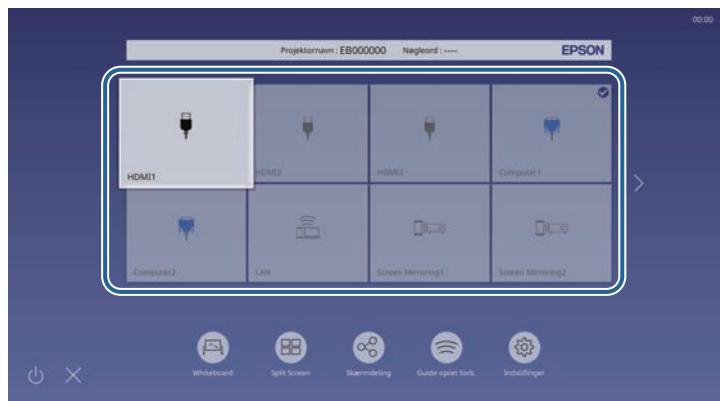 00:00
Projektornavn : EB000000 Nøgleord : ---- EPSON
HDMI1 HDMI2 HDMI3 Computer1
Computer2 LAN Screen Mirroring1 Screen Mirroring2
Whiteboard Split Screen Skærmdeling Guide opret forb. Indstillinger